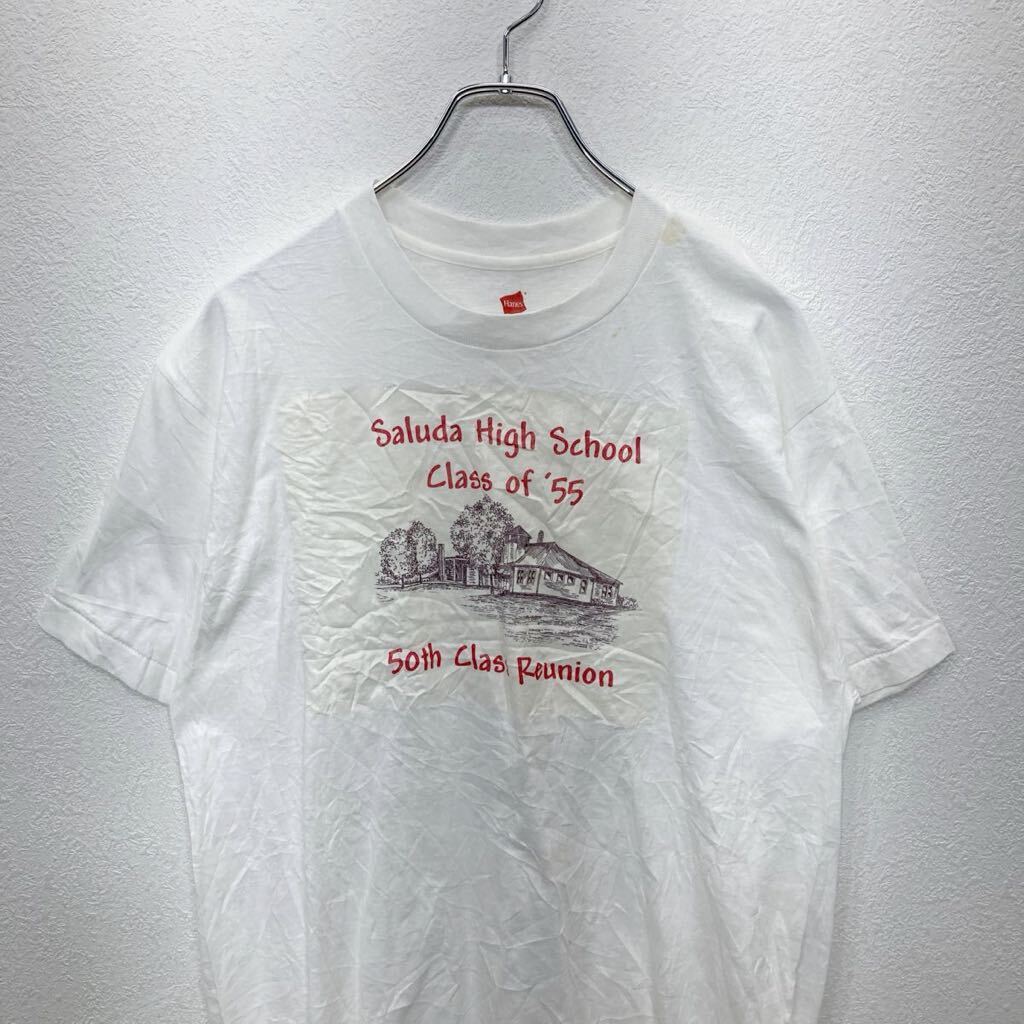 Hanes
Saluda High School
Class of '55
50th Class Reunion